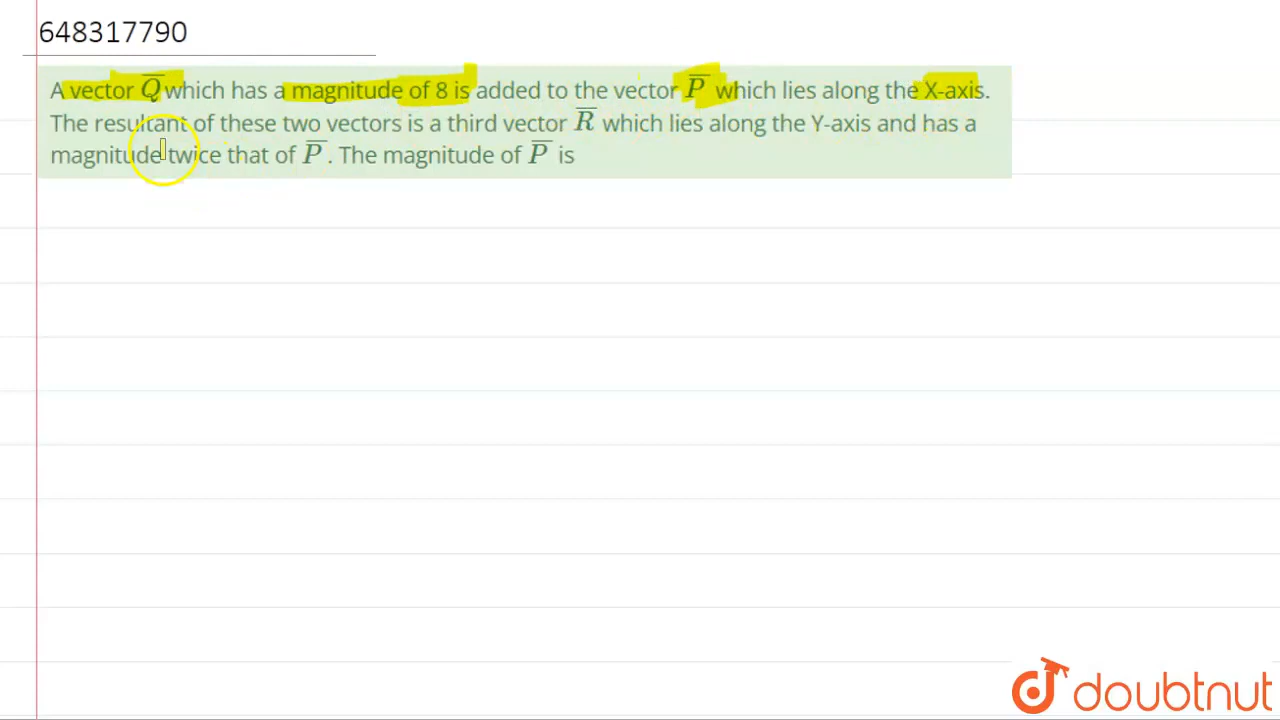 648317790
A vector Q̅ which has a magnitude of 8 is added to the vector P̅ which lies along the X-axis.
The resultant of these two vectors is a third vector R̅ which lies along the Y-axis and has a
magnitude twice that of P̅. The magnitude of P̅ is
doubtnut